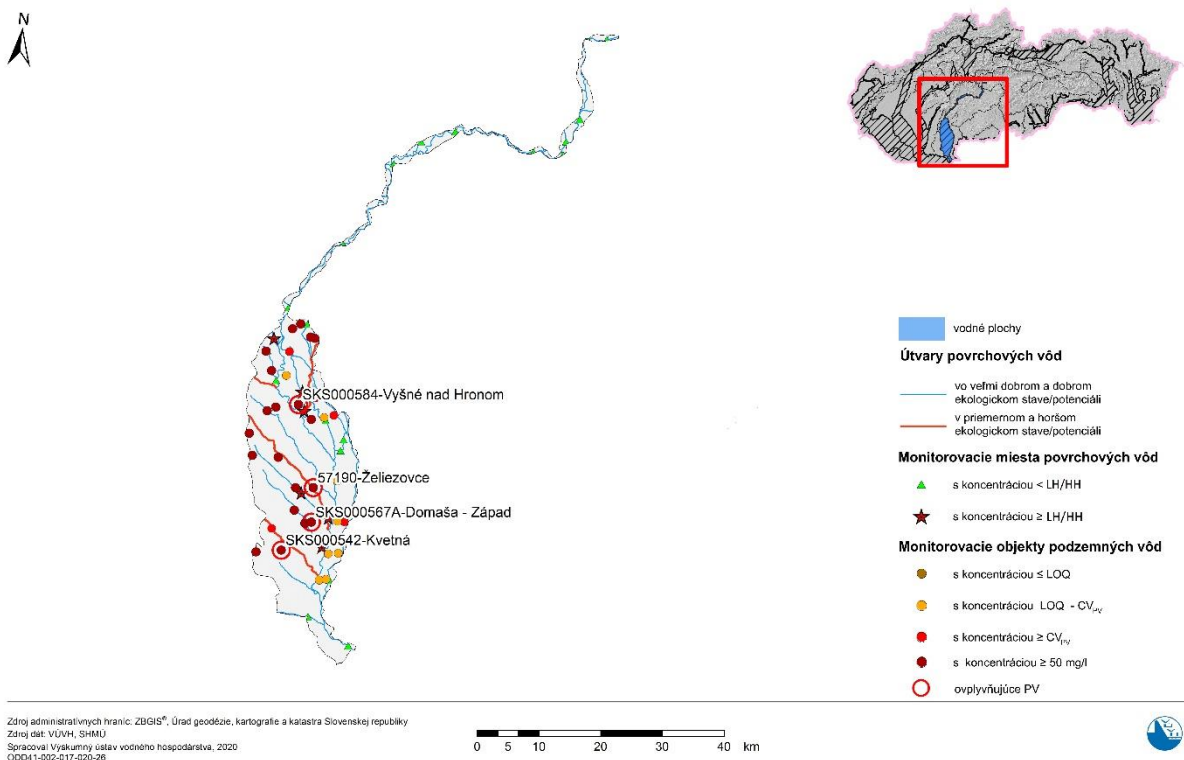 N
SKS000584-Vyšné nad Hronom
57190-Želiezovce
SKS000567A-Domaša - Západ
SKS000542-Kvetná
vodné plochy
Útvary povrchových vôd
vo veľmi dobrom a dobrom
ekologickom stave/potenciáli
v priemernom a horšom
ekologickom stave/potenciáli
Monitorovacie miesta povrchových vôd
s koncentráciou < LH/HH
s koncentráciou ≥ LH/HH
Monitorovacie objekty podzemných vôd
s koncentráciou ≤ LOQ
s koncentráciou LOQ - CVPV
s koncentráciou ≥ CVPV
s koncentráciou ≥ 50 mg/l
ovplyvňujúce PV
Zdroj administratívnych hraníc: ZBGIS®, Úrad geodézie, kartografie a katastra Slovenskej republiky
Zdroj dát: VÚVH, SHMÚ
Spracoval Výskumný ústav vodného hospodárstva, 2020
ODD41-002-017-020-26
0 5 10 20 30 40 km